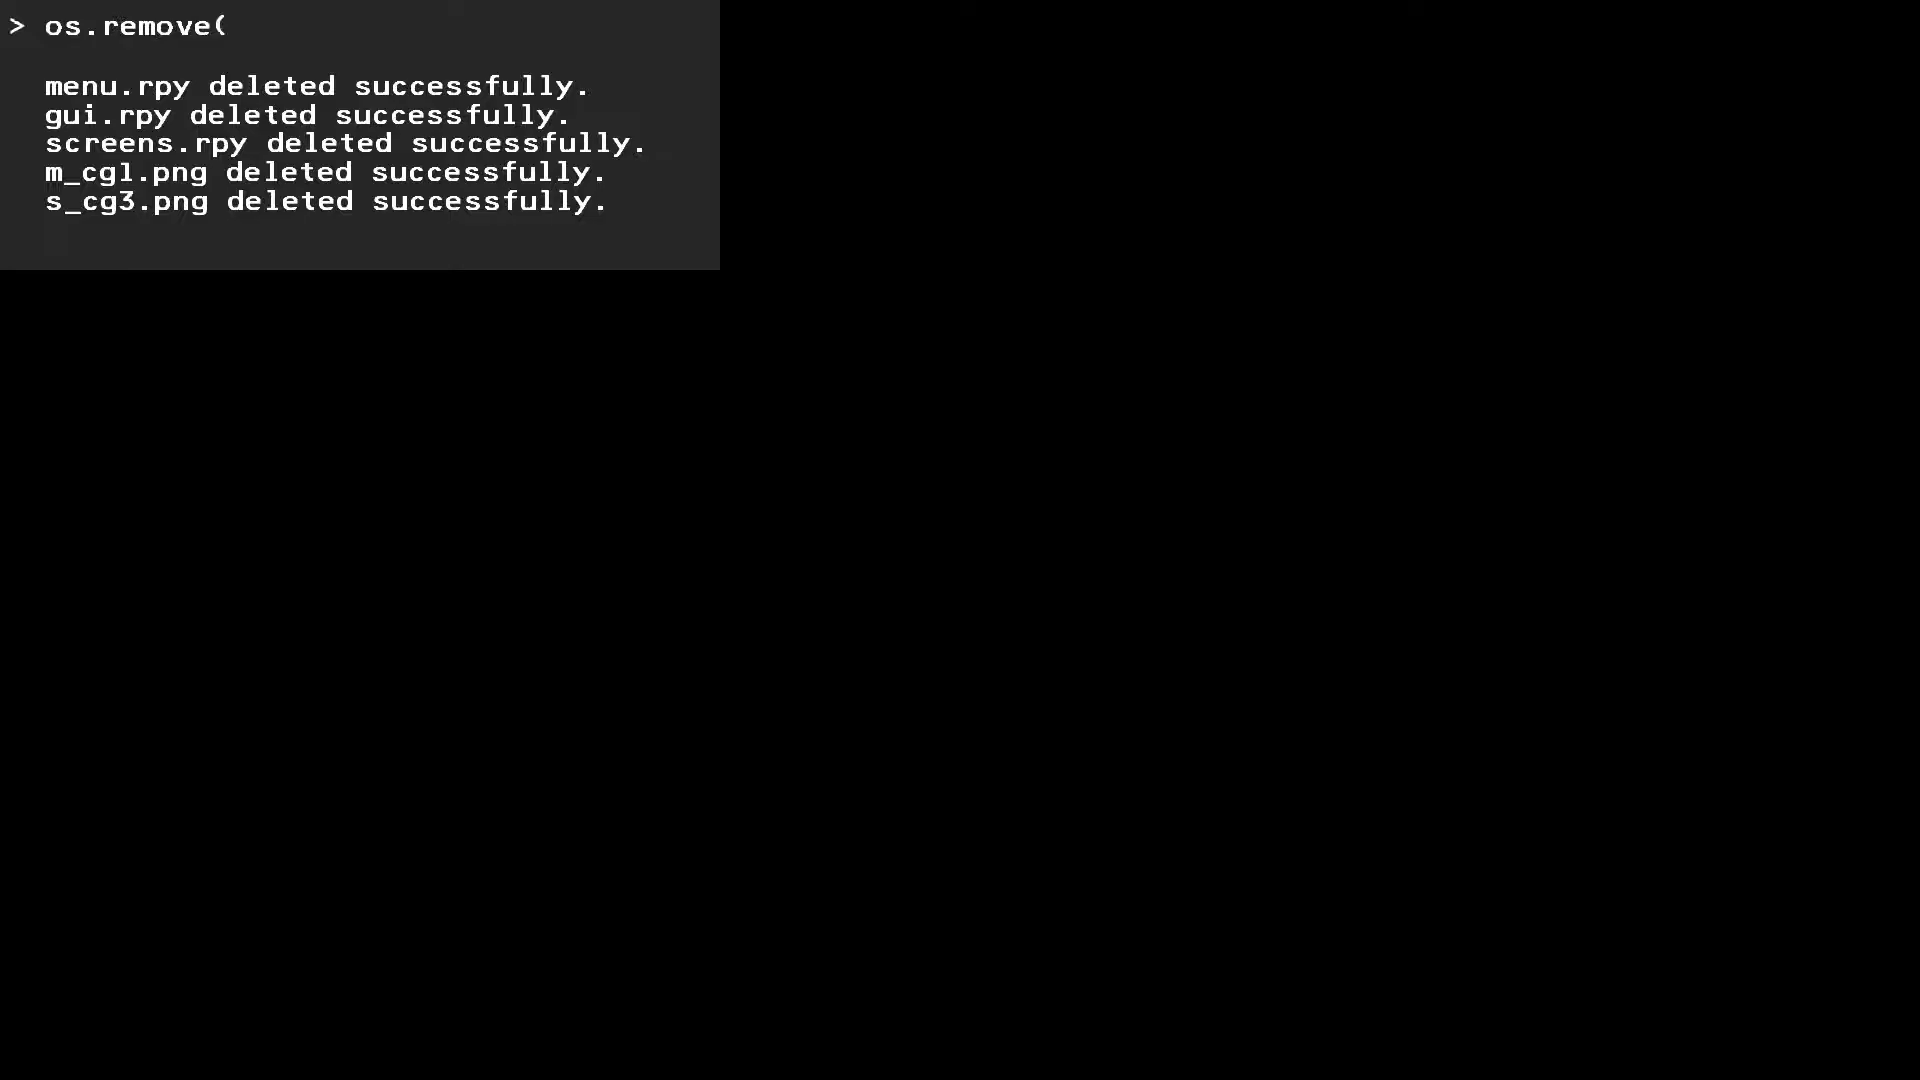 > os.remove(
menu.rpy deleted successfully.
gui.rpy deleted successfully.
screens.rpy deleted successfully.
m_cg1.png deleted successfully.
s_cg3.png deleted successfully.